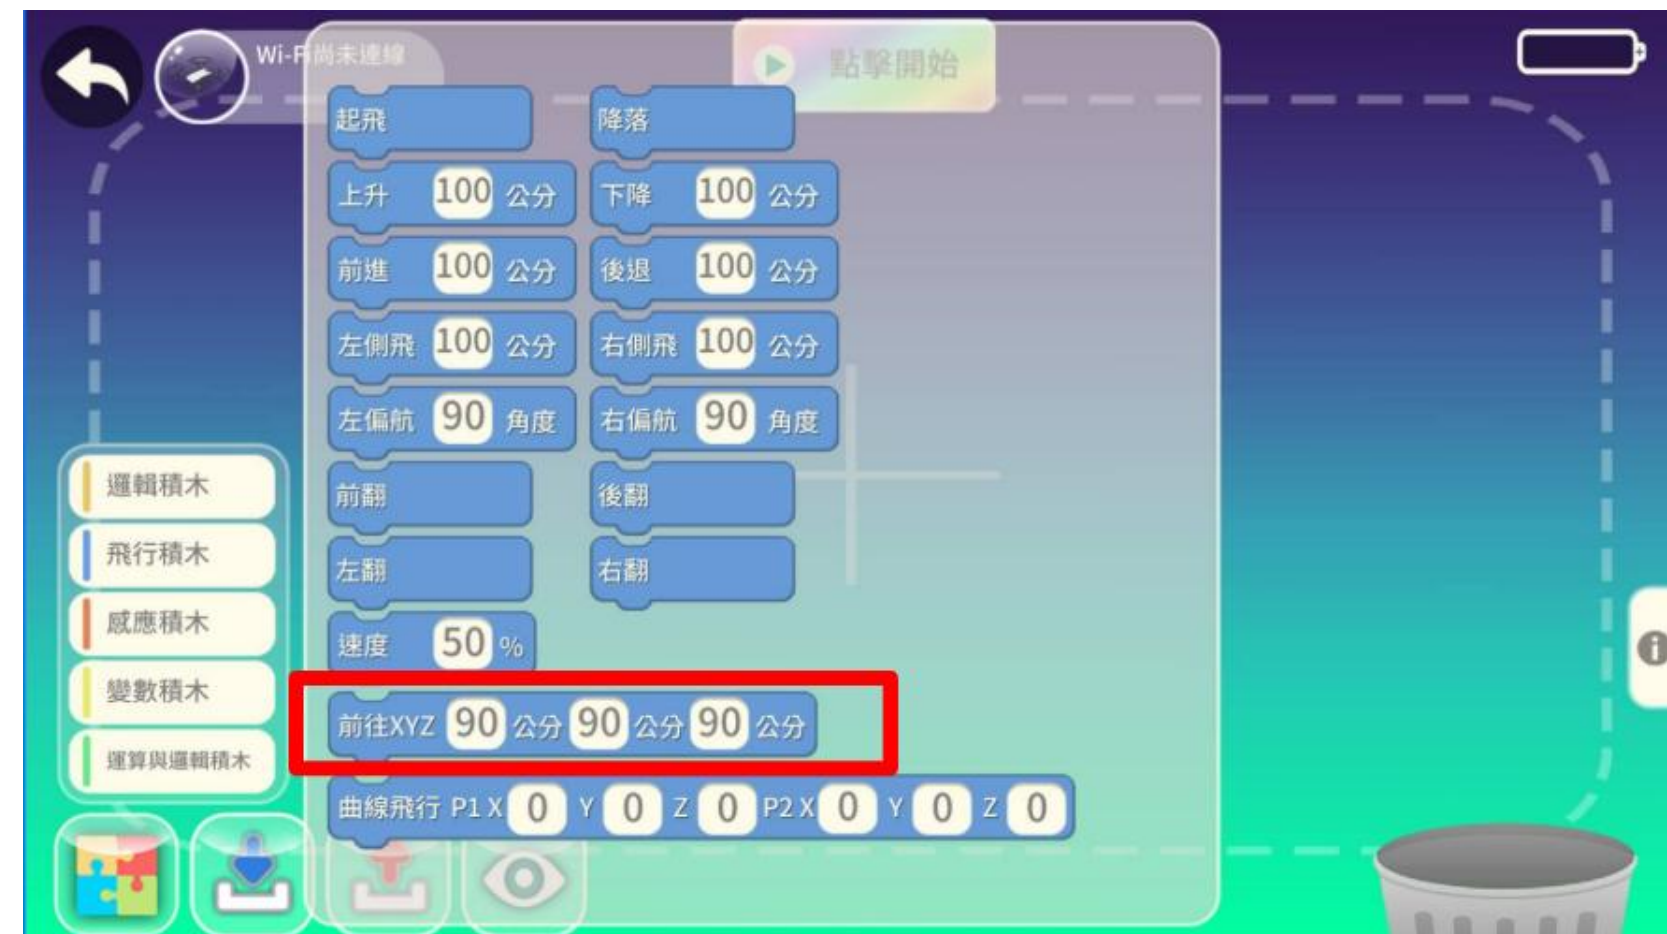 Wi-Fi尚未連線
點擊開始
起飛 降落
上升 100 公分 下降 100 公分
前進 100 公分 後退 100 公分
左側飛 100 公分 右側飛 100 公分
左偏航 90 角度 右偏航 90 角度
前翻 後翻
左翻 右翻
速度 50 %
前往XYZ 90 公分 90 公分 90 公分
曲線飛行 P1 X 0 Y 0 Z 0 P2 X 0 Y 0 Z 0
邏輯積木
飛行積木
感應積木
變數積木
運算與邏輯積木